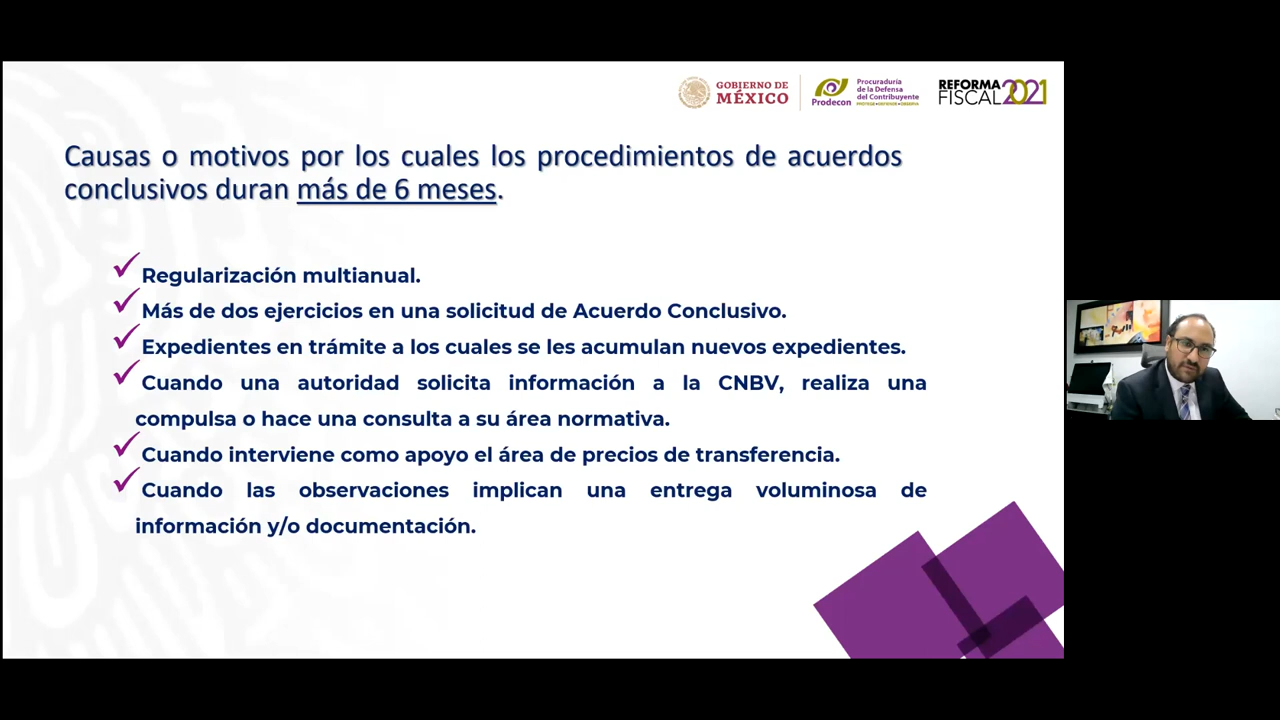 GOBIERNO DE
MÉXICO
Prodecon
Procuraduría
de la Defensa
del Contribuyente
PROTEGE•DEFIENDE•OBSERVA
REFORMA
FISCAL 2021
Causas o motivos por los cuales los procedimientos de acuerdos
conclusivos duran más de 6 meses.
Regularización multianual.
Más de dos ejercicios en una solicitud de Acuerdo Conclusivo.
Expedientes en trámite a los cuales se les acumulan nuevos expedientes.
Cuando una autoridad solicita información a la CNBV, realiza una
compulsa o hace una consulta a su área normativa.
Cuando interviene como apoyo el área de precios de transferencia.
Cuando las observaciones implican una entrega voluminosa de
información y/o documentación.